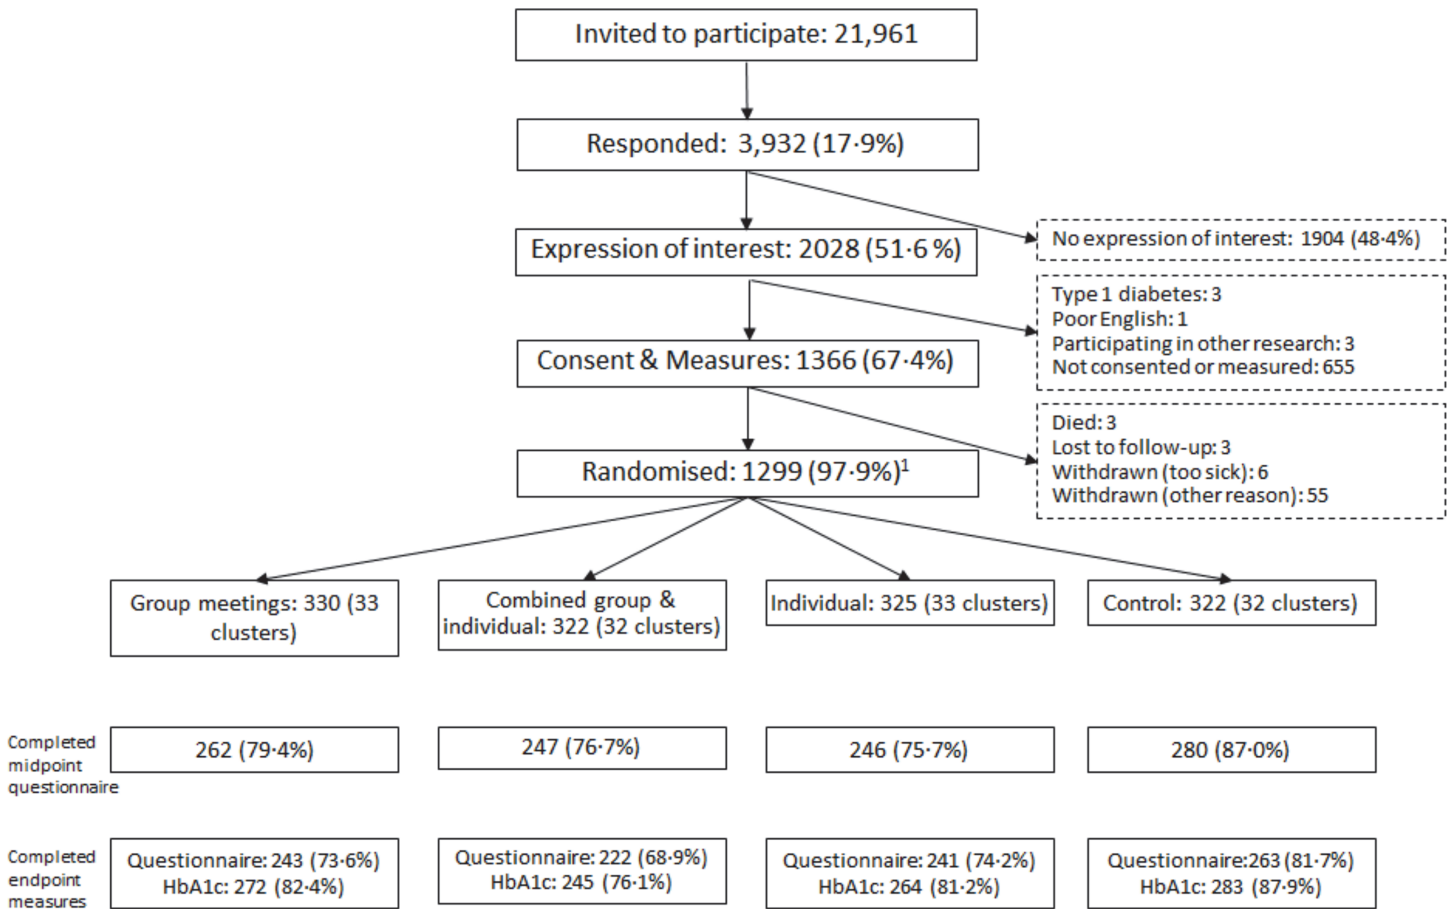 Invited to participate: 21,961
Responded: 3,932 (17·9%)
Expression of interest: 2028 (51·6 %)
No expression of interest: 1904 (48·4%)
Type 1 diabetes: 3
Poor English: 1
Participating in other research: 3
Not consented or measured: 655
Consent & Measures: 1366 (67·4%)
Died: 3
Lost to follow-up: 3
Withdrawn (too sick): 6
Withdrawn (other reason): 55
Randomised: 1299 (97·9%)¹
Group meetings: 330 (33
clusters)
Combined group &
individual: 322 (32 clusters)
Individual: 325 (33 clusters)
Control: 322 (32 clusters)
Completed
midpoint
questionnaire
262 (79·4%)
247 (76·7%)
246 (75·7%)
280 (87·0%)
Completed
endpoint
measures
Questionnaire: 243 (73·6%)
HbA1c: 272 (82·4%)
Questionnaire: 222 (68·9%)
HbA1c: 245 (76·1%)
Questionnaire: 241 (74·2%)
HbA1c: 264 (81·2%)
Questionnaire:263 (81·7%)
HbA1c: 283 (87·9%)